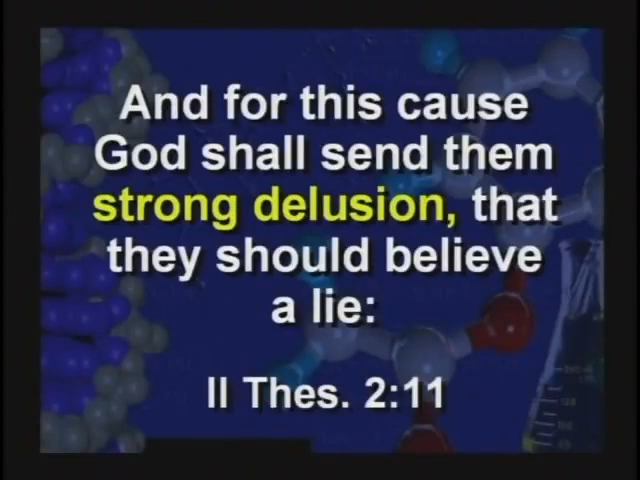 And for this cause
God shall send them
strong delusion, that
they should believe
a lie:
II Thes. 2:11